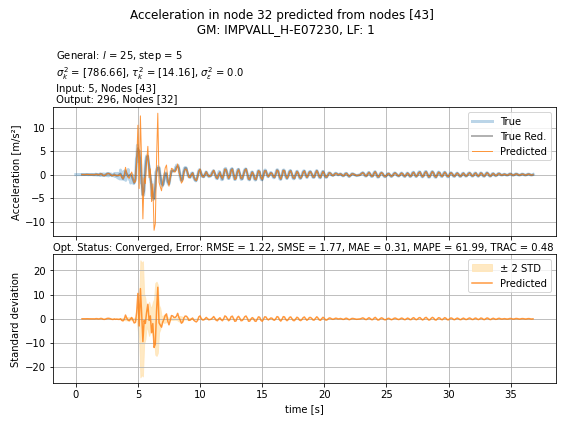 Acceleration in node 32 predicted from nodes [43]
GM: IMPVALL_H-E07230, LF: 1
General: l = 25, step = 5
σ_k^2 = [786.66], τ_k^2 = [14.16], σ_ε^2 = 0.0
Input: 5, Nodes [43]
Output: 296, Nodes [32]
Acceleration [m/s²]
10
5
0
−5
−10
True
True Red.
Predicted
Opt. Status: Converged, Error: RMSE = 1.22, SMSE = 1.77, MAE = 0.31, MAPE = 61.99, TRAC = 0.48
Standard deviation
20
10
0
−10
−20
± 2 STD
Predicted
0 5 10 15 20 25 30 35
time [s]